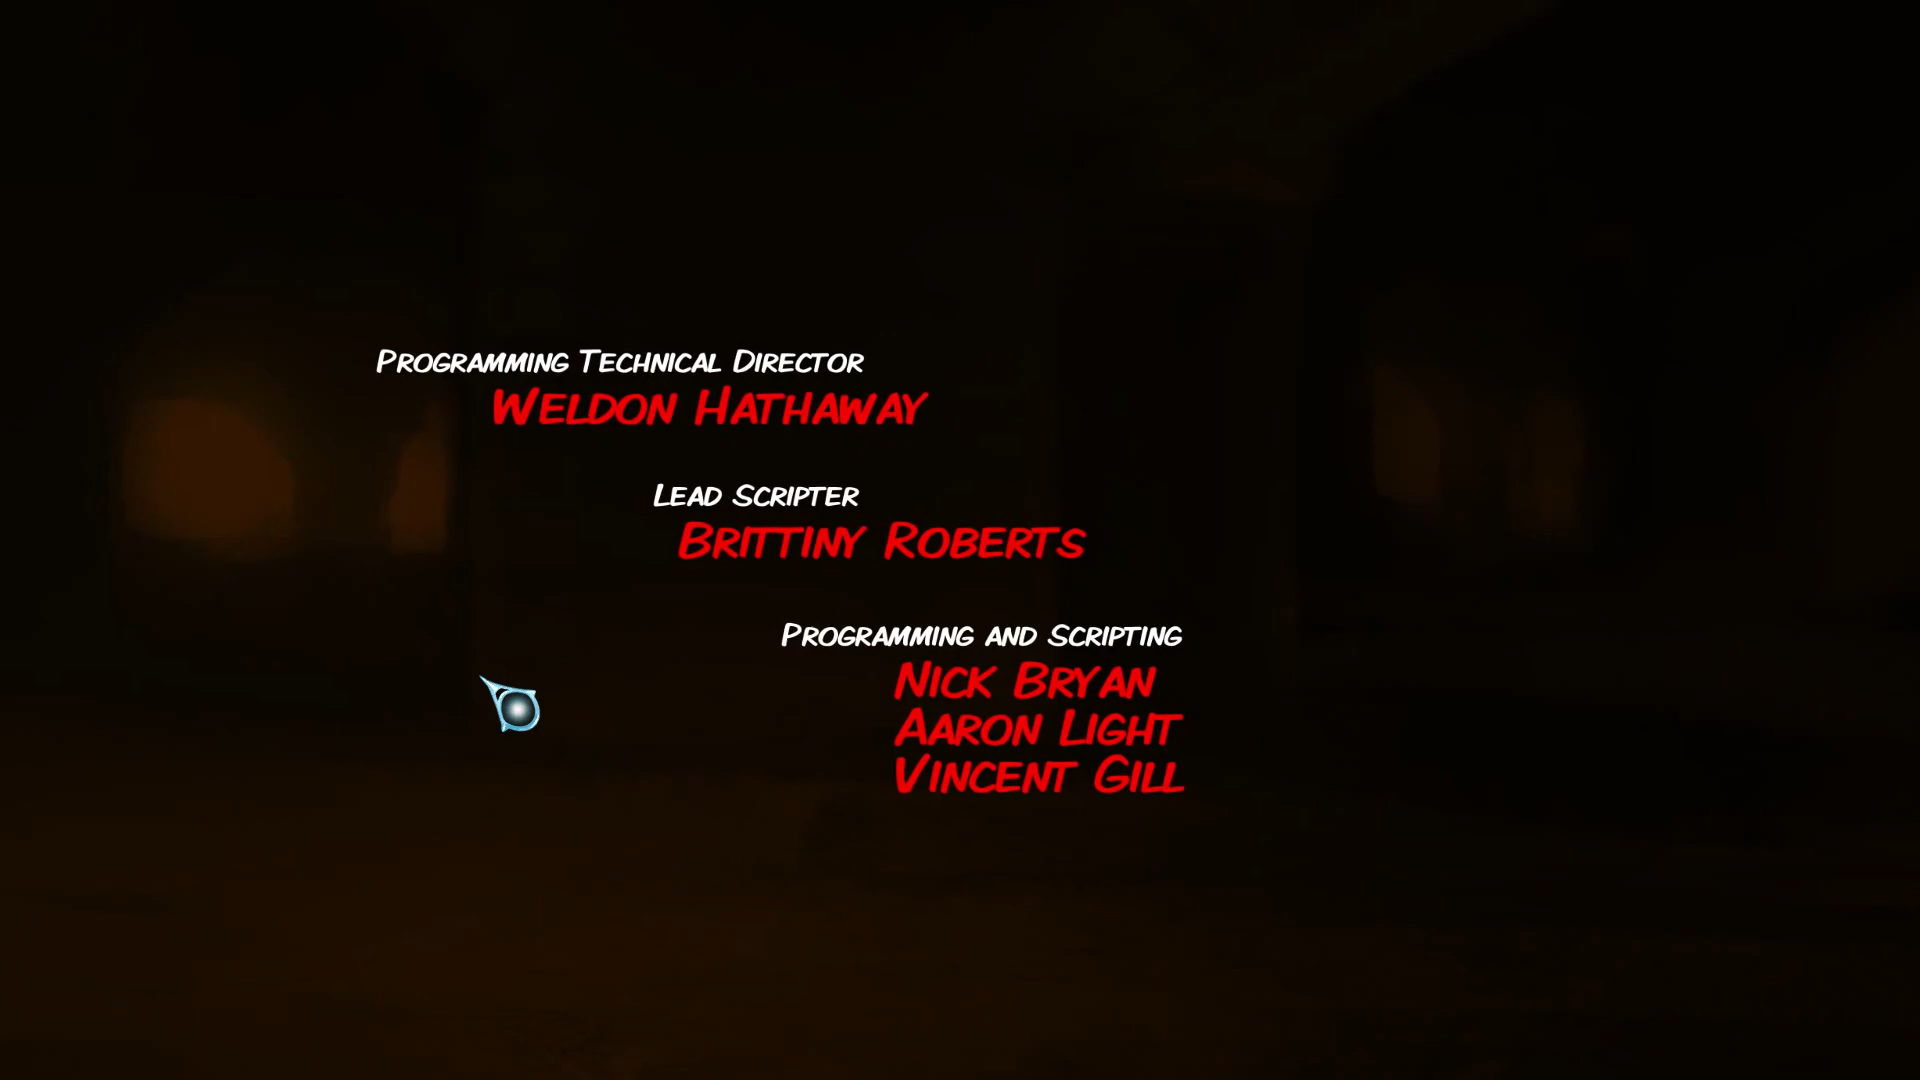 Programming Technical Director
Weldon Hathaway
Lead Scripter
Brittiny Roberts
Programming and Scripting
Nick Bryan
Aaron Light
Vincent Gill